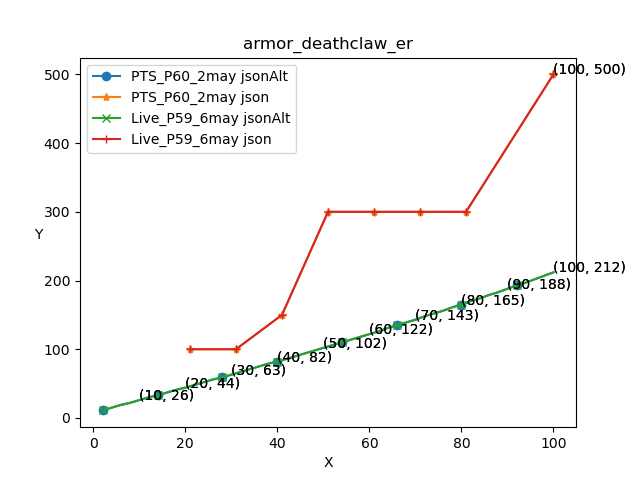 armor_deathclaw_er
PTS_P60_2may jsonAlt
PTS_P60_2may json
Live_P59_6may jsonAlt
Live_P59_6may json
(100, 500)
(100, 212)
(90, 188)
(80, 165)
(70, 143)
(60, 122)
(50, 102)
(40, 82)
(30, 63)
(20, 44)
(10, 26)
500
400
300
200
100
0
Y
0 20 40 60 80 100
X